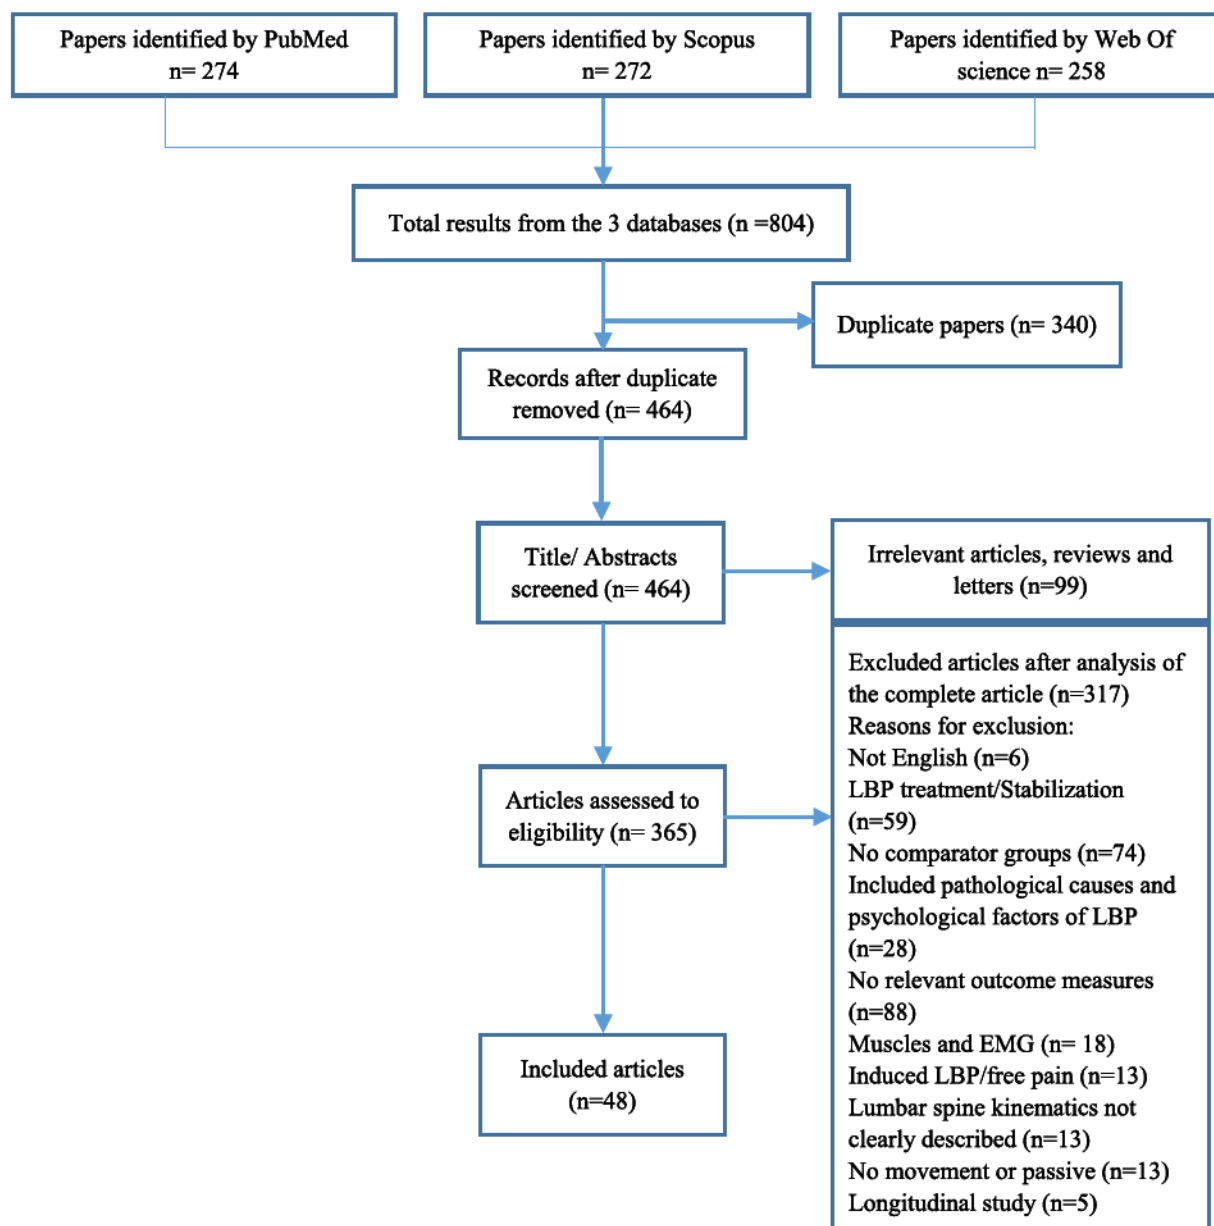 Papers identified by PubMed
n= 274
Papers identified by Scopus
n= 272
Papers identified by Web Of
science n= 258
Total results from the 3 databases (n =804)
Duplicate papers (n= 340)
Records after duplicate
removed (n= 464)
Title/ Abstracts
screened (n= 464)
Irrelevant articles, reviews and
letters (n=99)
Articles assessed to
eligibility (n= 365)
Excluded articles after analysis of
the complete article (n=317)
Reasons for exclusion:
Not English (n=6)
LBP treatment/Stabilization
(n=59)
No comparator groups (n=74)
Included pathological causes and
psychological factors of LBP
(n=28)
No relevant outcome measures
(n=88)
Muscles and EMG (n= 18)
Induced LBP/free pain (n=13)
Lumbar spine kinematics not
clearly described (n=13)
No movement or passive (n=13)
Longitudinal study (n=5)
Included articles
(n=48)